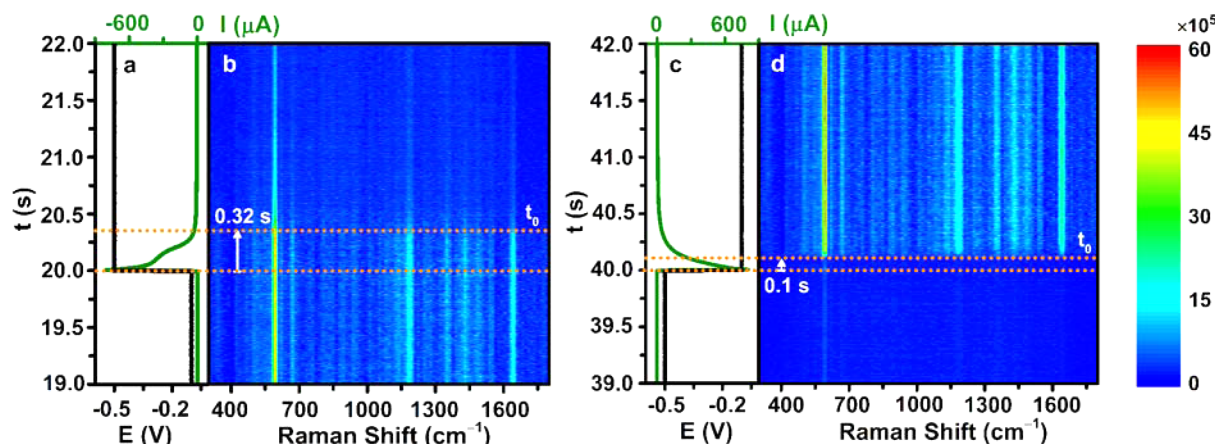 -600 0 I (μA)
0 600 I (μA)
×10⁵
22.0
21.5
21.0
20.5
20.0
19.5
19.0
t (s)
a
b
0.32 s
t₀
-0.5 -0.2
E (V)
400 700 1000 1300 1600
Raman Shift (cm⁻¹)
42.0
41.5
41.0
40.5
40.0
39.5
39.0
t (s)
c
d
t₀
0.1 s
-0.5 -0.2
E (V)
400 700 1000 1300 1600
Raman Shift (cm⁻¹)
60
45
30
15
0